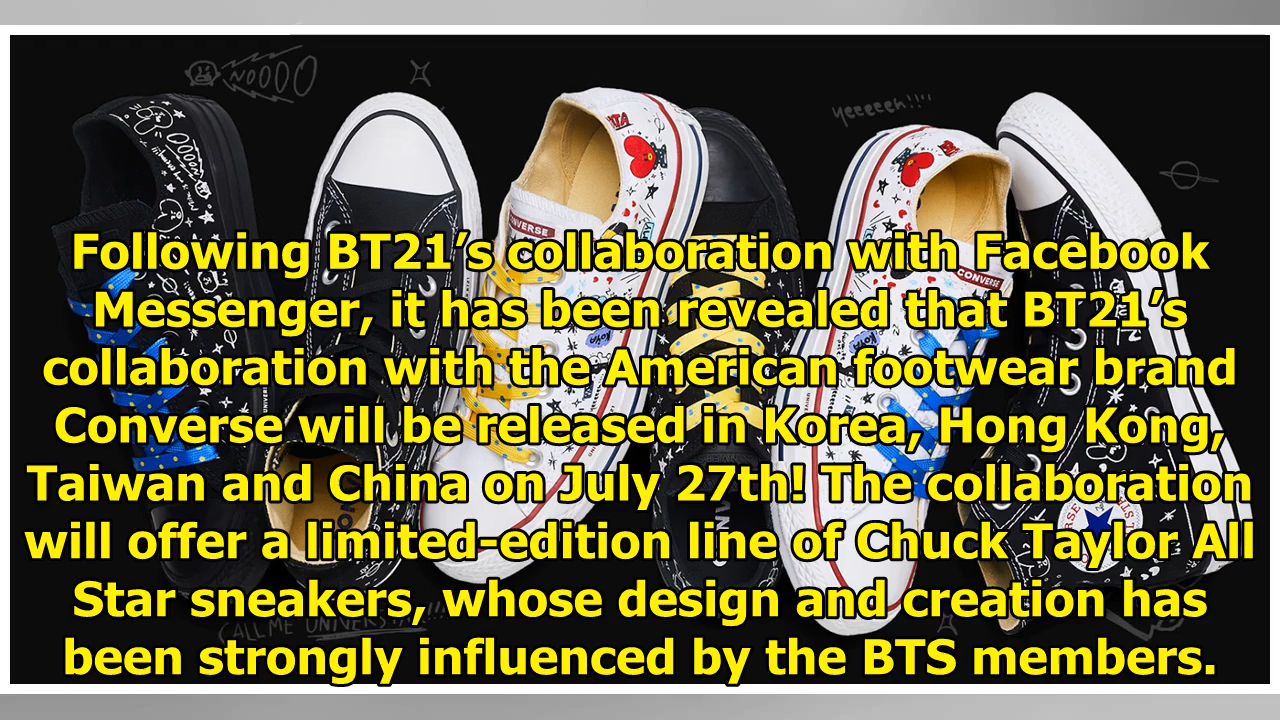 NOOOO
yeeeeeh!!!!
CONVERSE
CONVERSE
Following BT21’s collaboration with Facebook
Messenger, it has been revealed that BT21’s
collaboration with the American footwear brand
Converse will be released in Korea, Hong Kong,
Taiwan and China on July 27th! The collaboration
will offer a limited-edition line of Chuck Taylor All
Star sneakers, whose design and creation has
been strongly influenced by the BTS members.